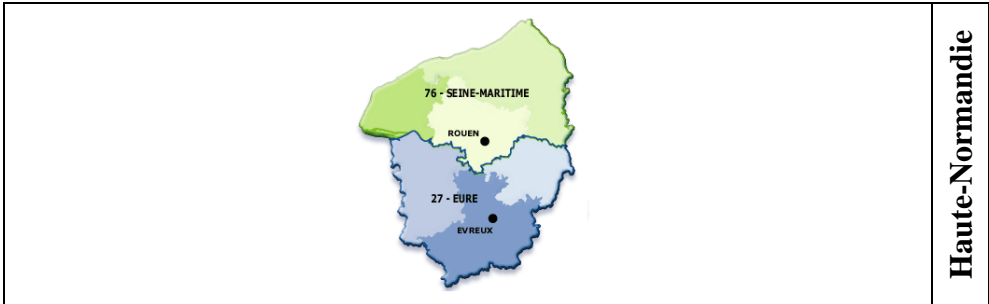 76 - SEINE-MARITIME
ROUEN
27 - EURE
EVREUX
Haute-Normandie